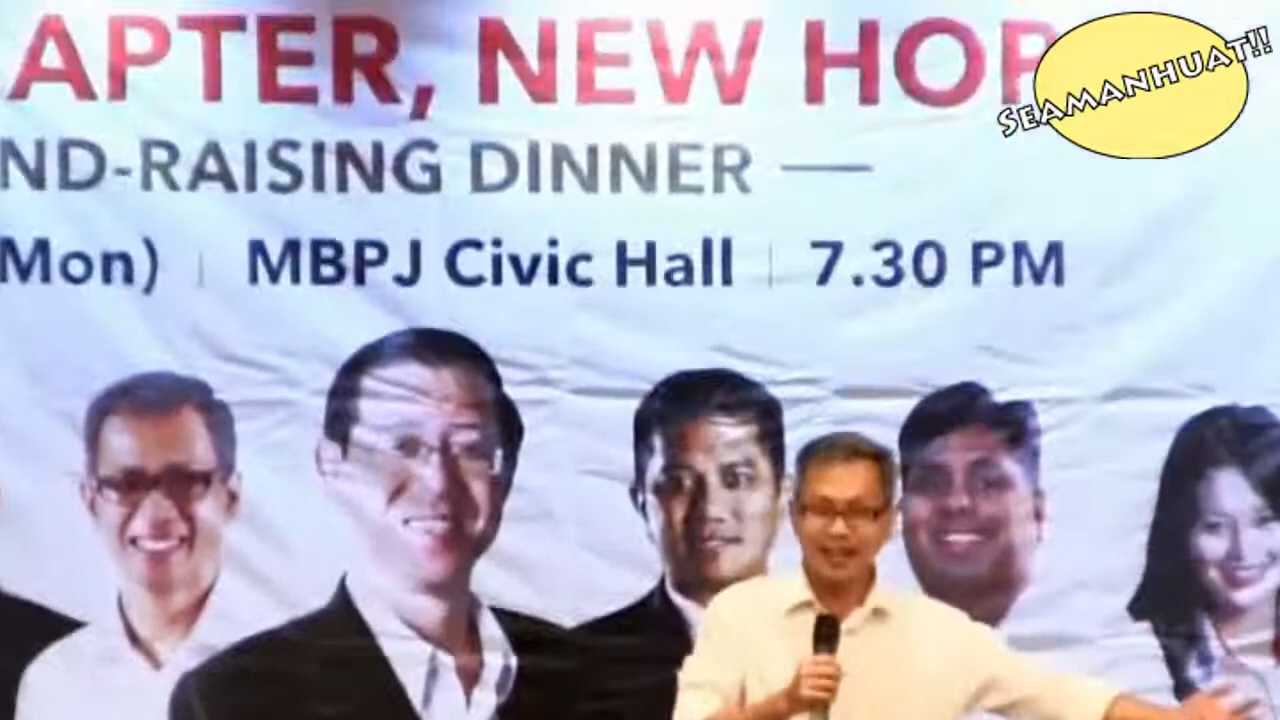 APTER, NEW HOP
SEAMANHUAT!!
ND-RAISING DINNER —
Mon) | MBPJ Civic Hall | 7.30 PM